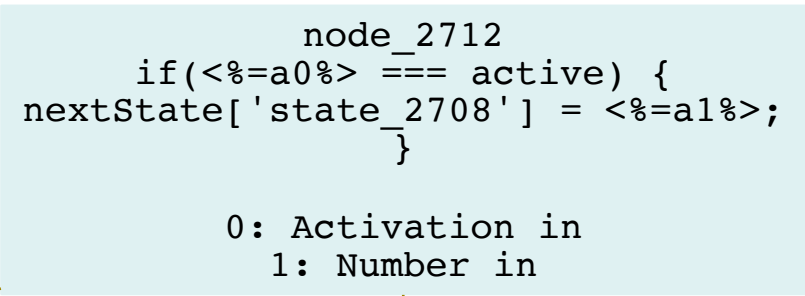 node_2712
if(<%=a0%> === active) {
nextState['state_2708'] = <%=a1%>;
}
0: Activation in
1: Number in